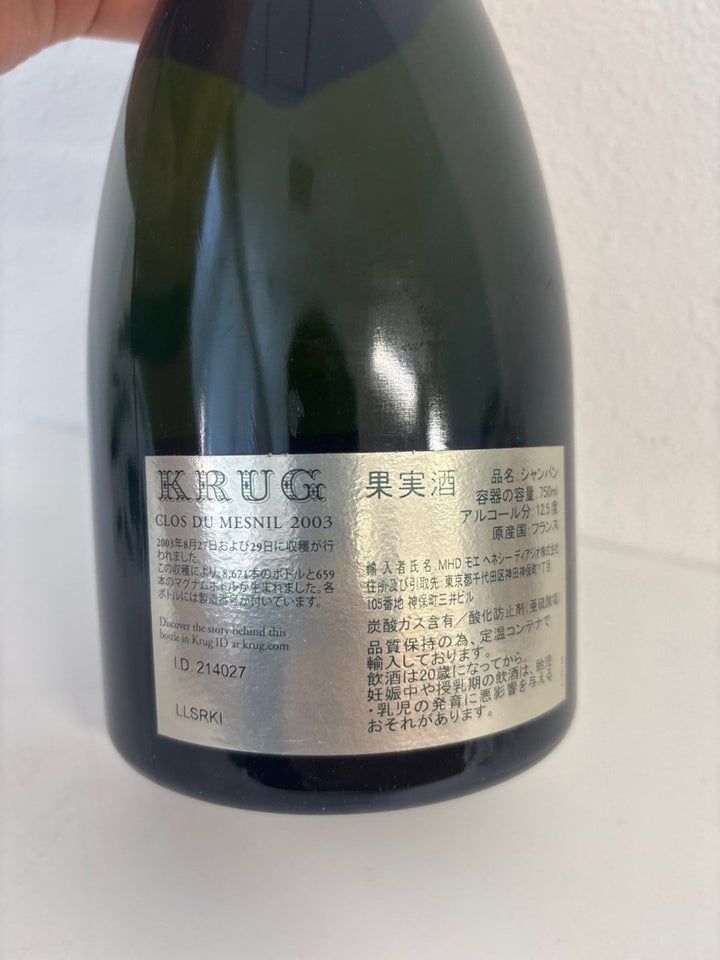 KRUG
CLOS DU MESNIL 2003
2003年8月27日および29日に収穫が行
われました。
この収穫により、8,671本のボトルと659
本のマグナムボトルが生まれました。各
ボトルには製造番号が付いています。
Discover the story behind this
bottle in Krug ID at krug.com
I.D. 214027
LLSRKI
果実酒
品名:シャンパン
容器の容量:750ml
アルコール分:12.5度
原産国:フランス
輸入者氏名:MHD モエ ヘネシー ディアジオ株式会社
住所及び引取先:東京都千代田区神田神保町1丁目
105番地 神保町三井ビル
炭酸ガス含有/酸化防止剤(亜硫酸塩)
品質保持の為、定温コンテナで
輸入しております。
飲酒は20歳になってから。
妊娠中や授乳期の飲酒は、胎児
・乳児の発育に悪影響を与える
おそれがあります。